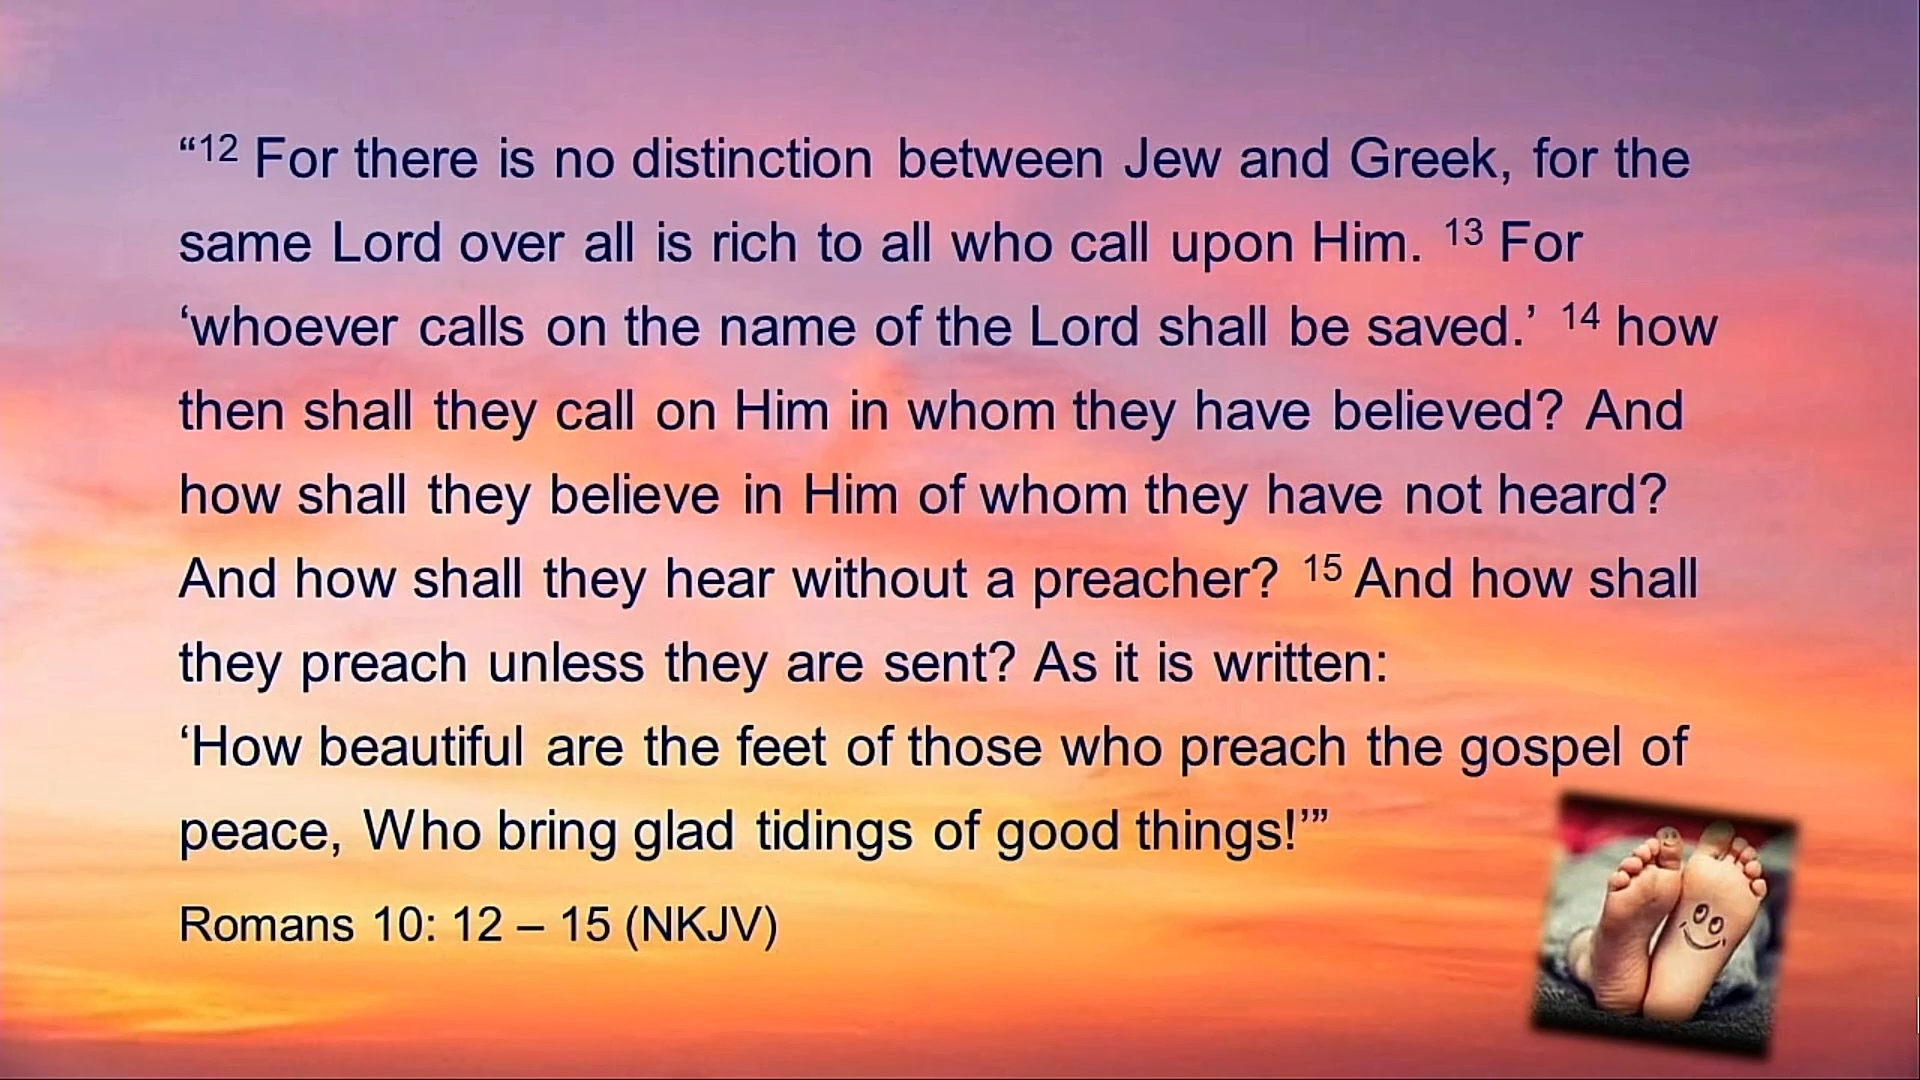 “12 For there is no distinction between Jew and Greek, for the
same Lord over all is rich to all who call upon Him. 13 For
‘whoever calls on the name of the Lord shall be saved.’ 14 how
then shall they call on Him in whom they have believed? And
how shall they believe in Him of whom they have not heard?
And how shall they hear without a preacher? 15 And how shall
they preach unless they are sent? As it is written:
‘How beautiful are the feet of those who preach the gospel of
peace, Who bring glad tidings of good things!’”
Romans 10: 12 – 15 (NKJV)